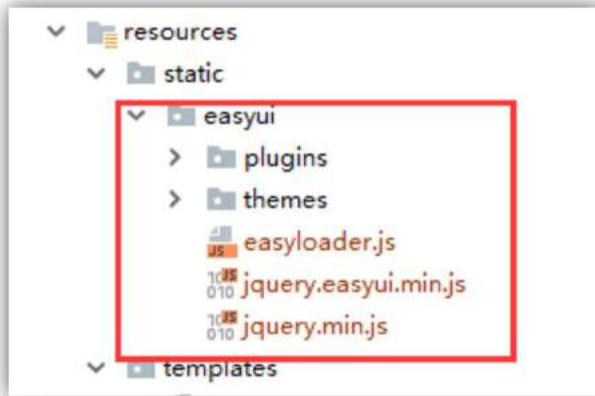 resources
static
easyui
plugins
themes
easyloader.js
jquery.easyui.min.js
jquery.min.js
templates